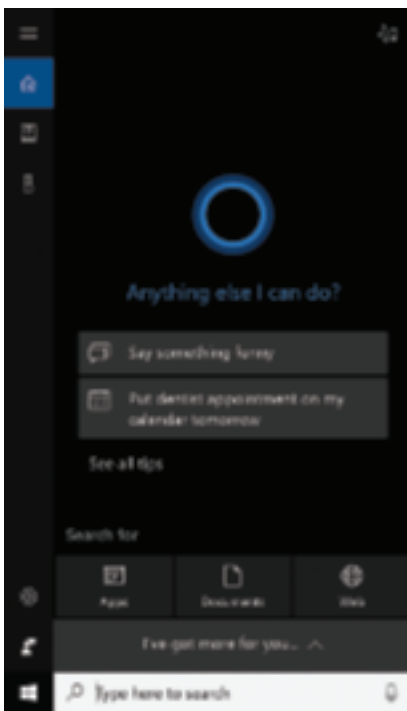 Anything else I can do?
Say something funny
Put dentist appointment on my
calendar tomorrow
See all tips
Search for
Apps
Documents
Web
I've got more for you...
Type here to search